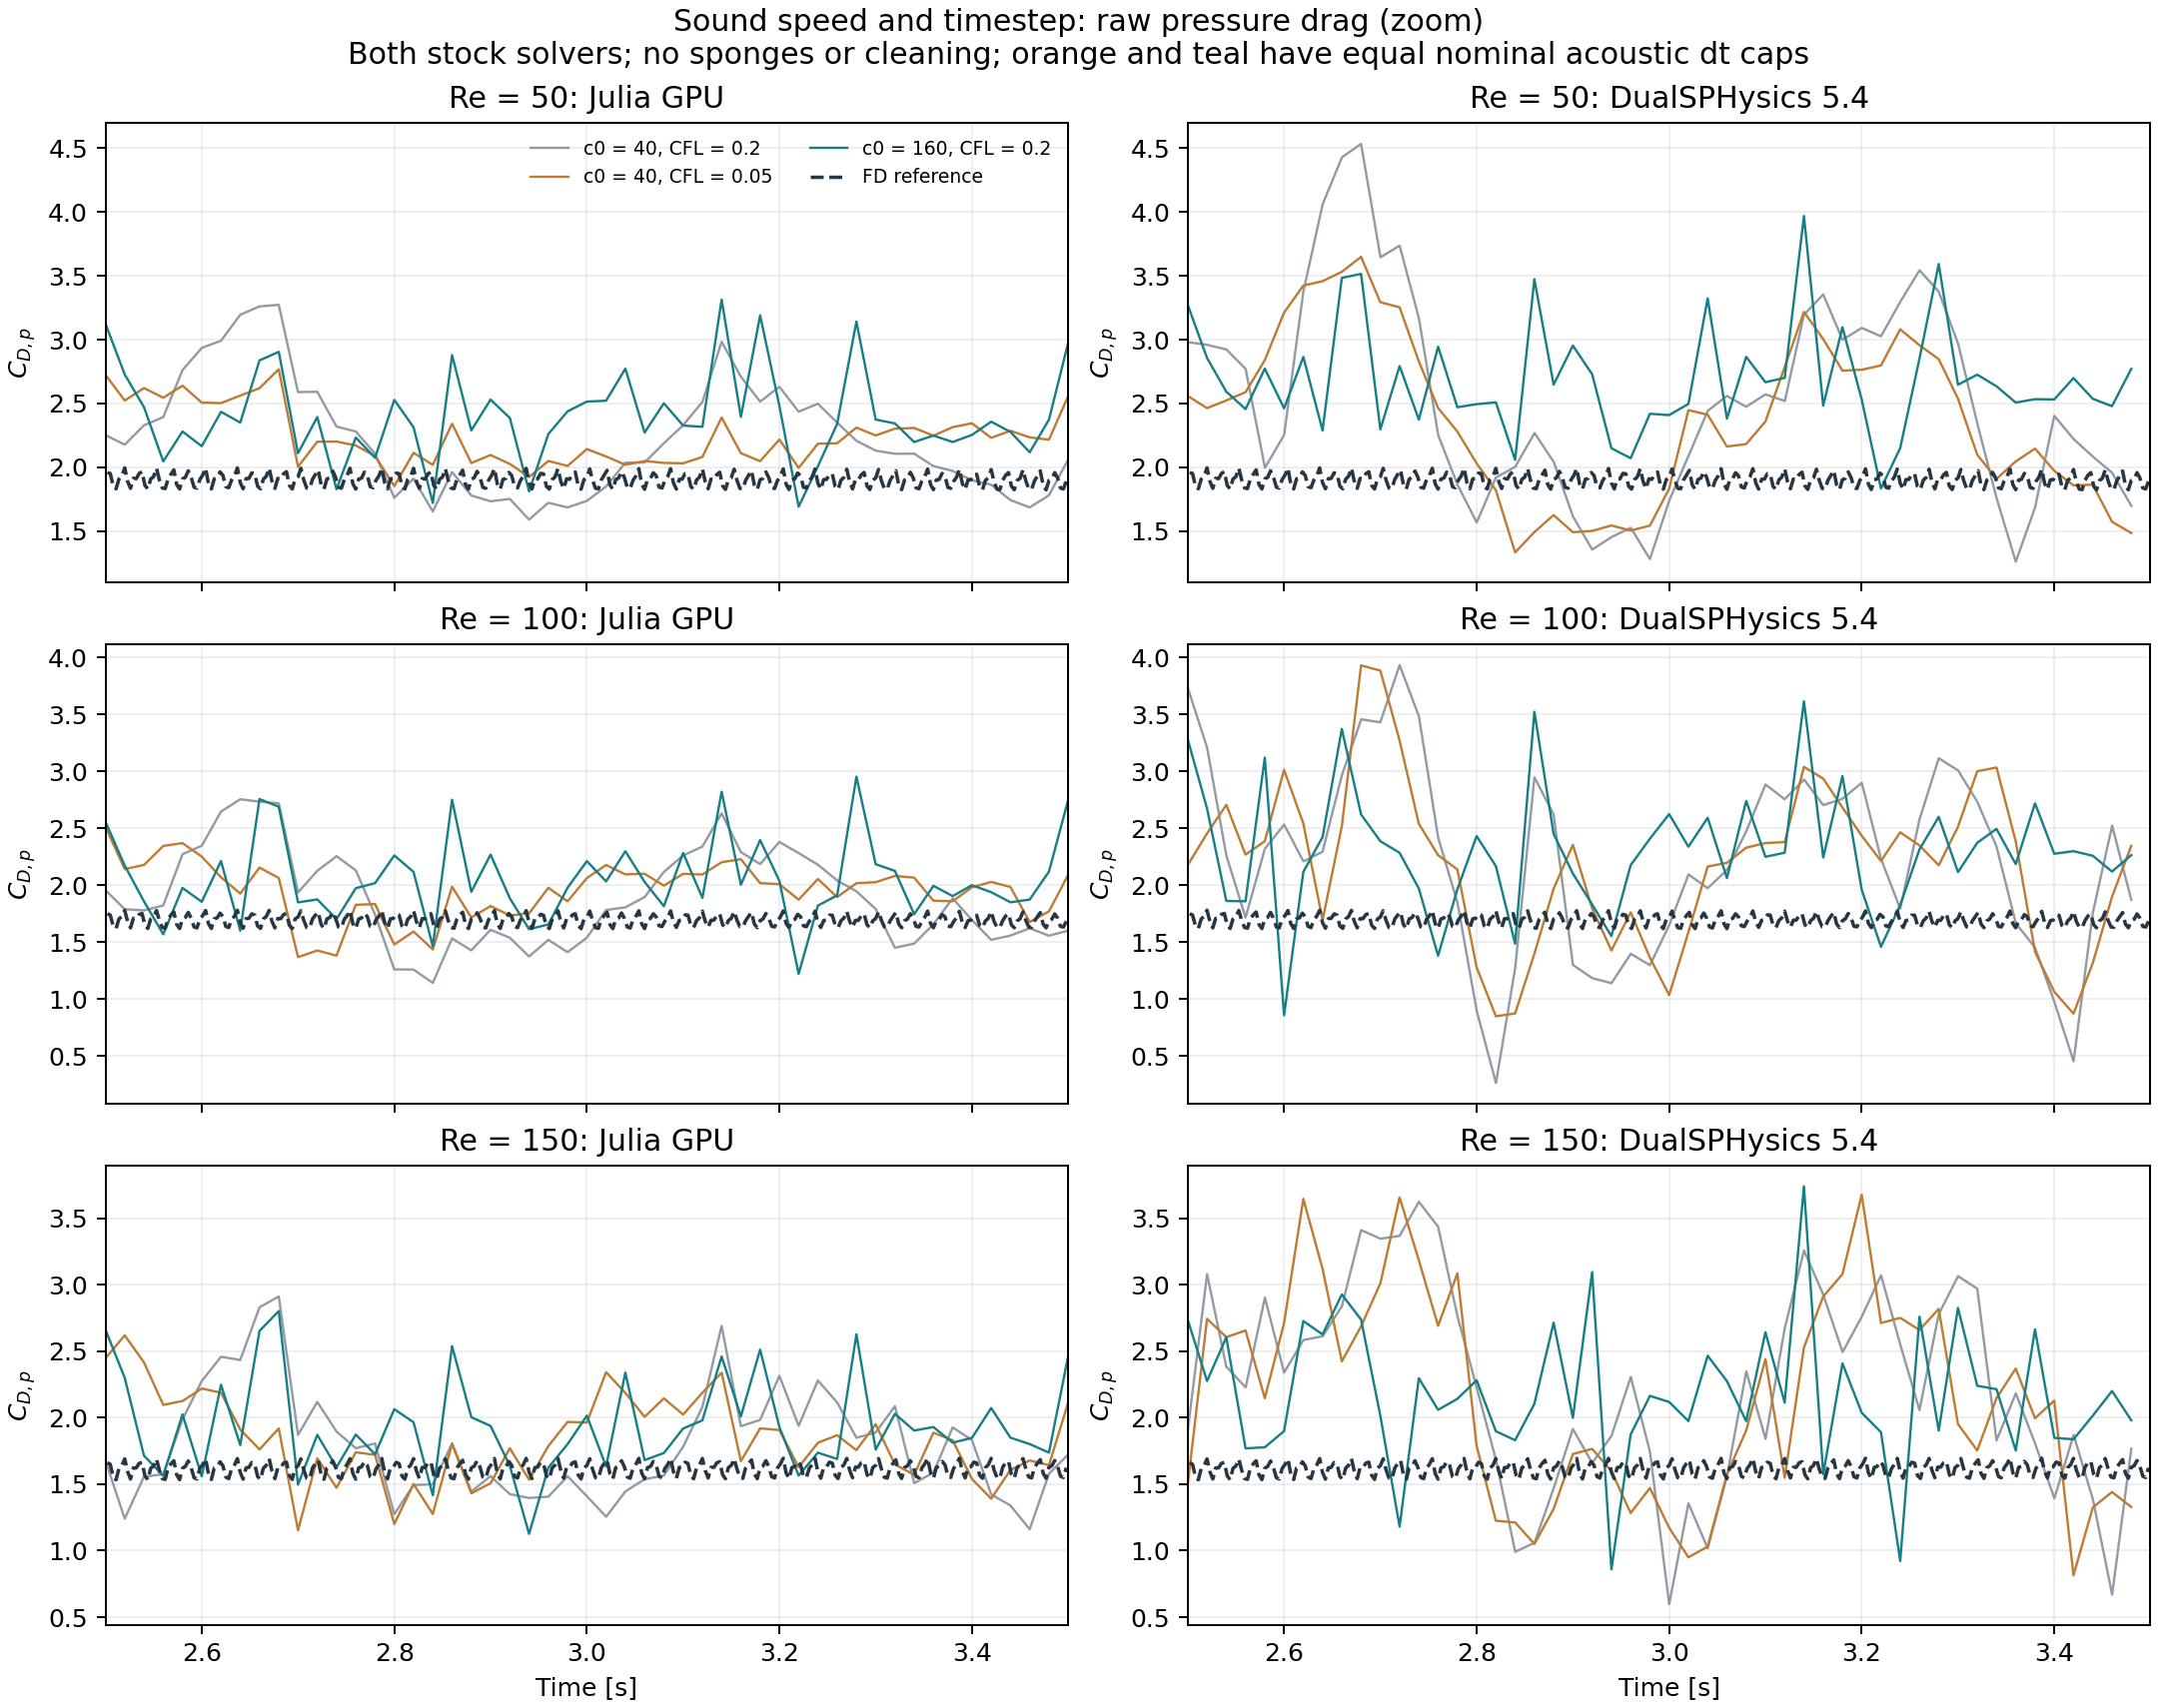 Sound speed and timestep: raw pressure drag (zoom)
Both stock solvers; no sponges or cleaning; orange and teal have equal nominal acoustic dt caps
Re = 50: Julia GPU
c0 = 40, CFL = 0.2
c0 = 40, CFL = 0.05
c0 = 160, CFL = 0.2
FD reference
4.5
4.0
3.5
3.0
2.5
2.0
1.5
C_{D,p}
Re = 50: DualSPHysics 5.4
4.5
4.0
3.5
3.0
2.5
2.0
1.5
C_{D,p}
Re = 100: Julia GPU
4.0
3.5
3.0
2.5
2.0
1.5
1.0
0.5
C_{D,p}
Re = 100: DualSPHysics 5.4
4.0
3.5
3.0
2.5
2.0
1.5
1.0
0.5
C_{D,p}
Re = 150: Julia GPU
3.5
3.0
2.5
2.0
1.5
1.0
0.5
C_{D,p}
2.6 2.8 3.0 3.2 3.4
Time [s]
Re = 150: DualSPHysics 5.4
3.5
3.0
2.5
2.0
1.5
1.0
0.5
C_{D,p}
2.6 2.8 3.0 3.2 3.4
Time [s]